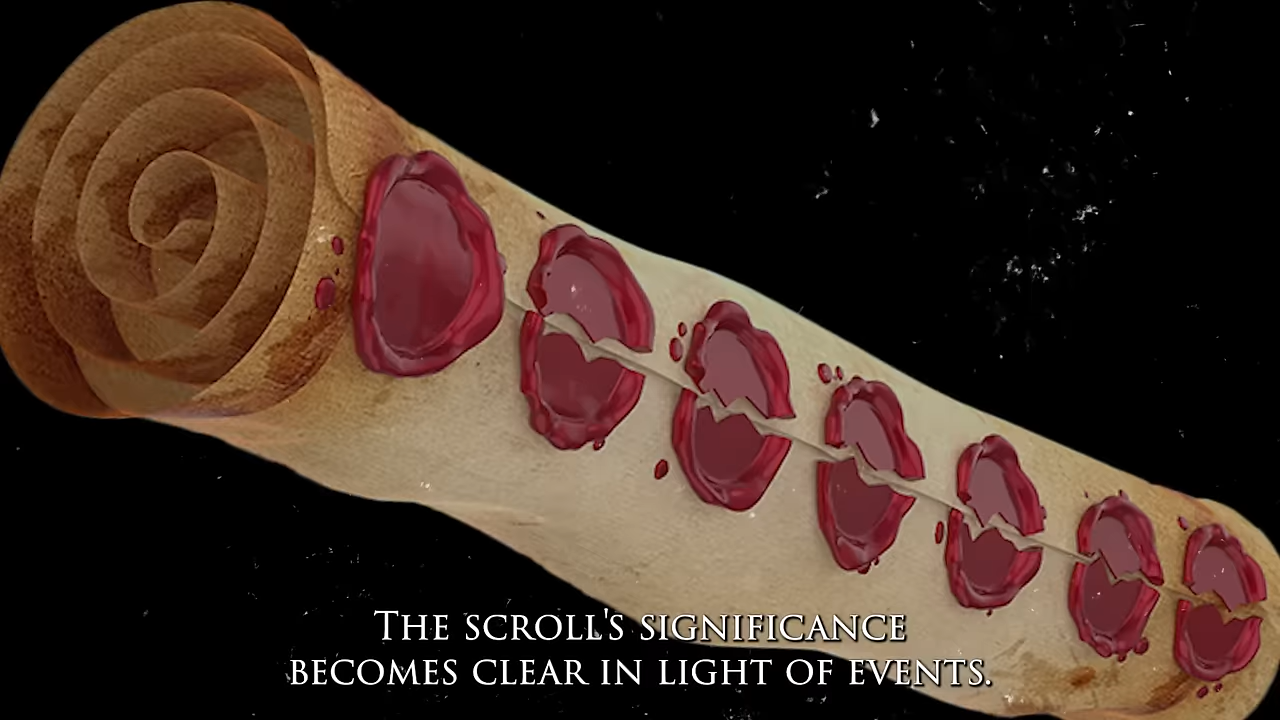 The scroll's significance
becomes clear in light of events.